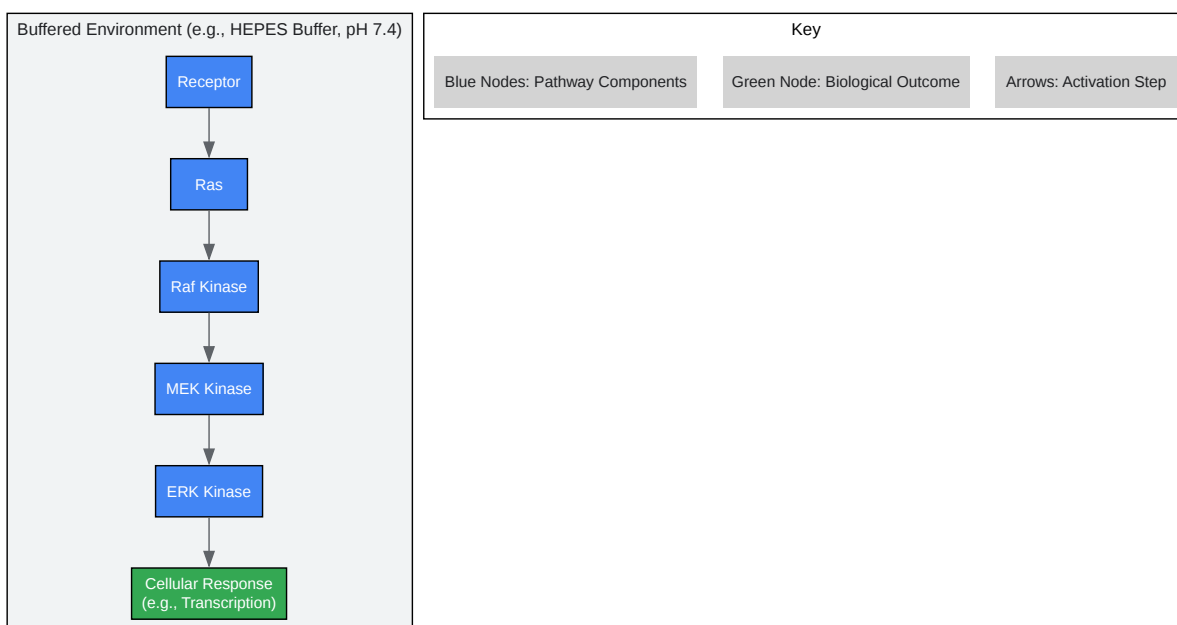 Buffered Environment (e.g., HEPES Buffer, pH 7.4)
Receptor
Ras
Raf Kinase
MEK Kinase
ERK Kinase
Cellular Response
(e.g., Transcription)
Key
Blue Nodes: Pathway Components
Green Node: Biological Outcome
Arrows: Activation Step